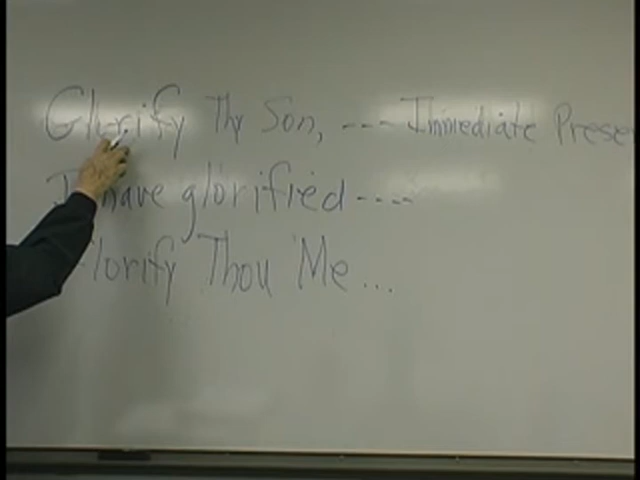 Glorify Thy Son, --- Immediate Prese
I have glorified ----
lorify Thou Me ...